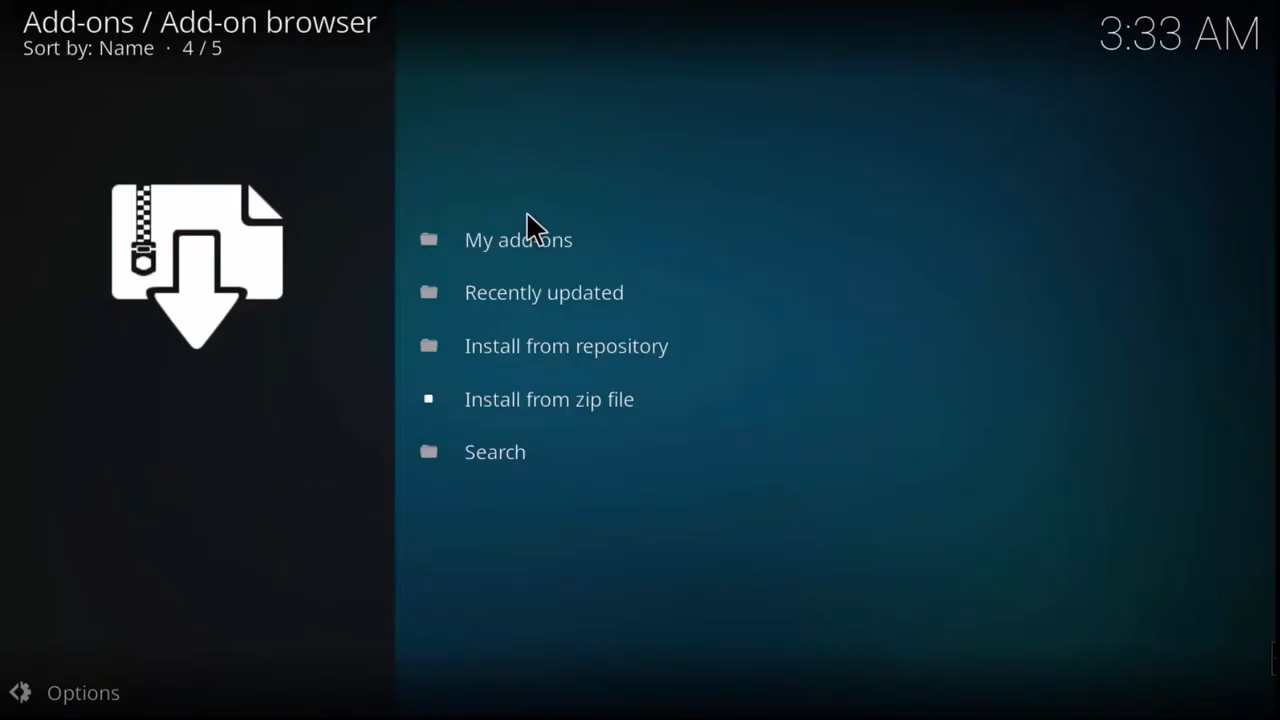 Add-ons / Add-on browser
Sort by: Name · 4 / 5
3:33 AM
My add-ons
Recently updated
Install from repository
Install from zip file
Search
Options